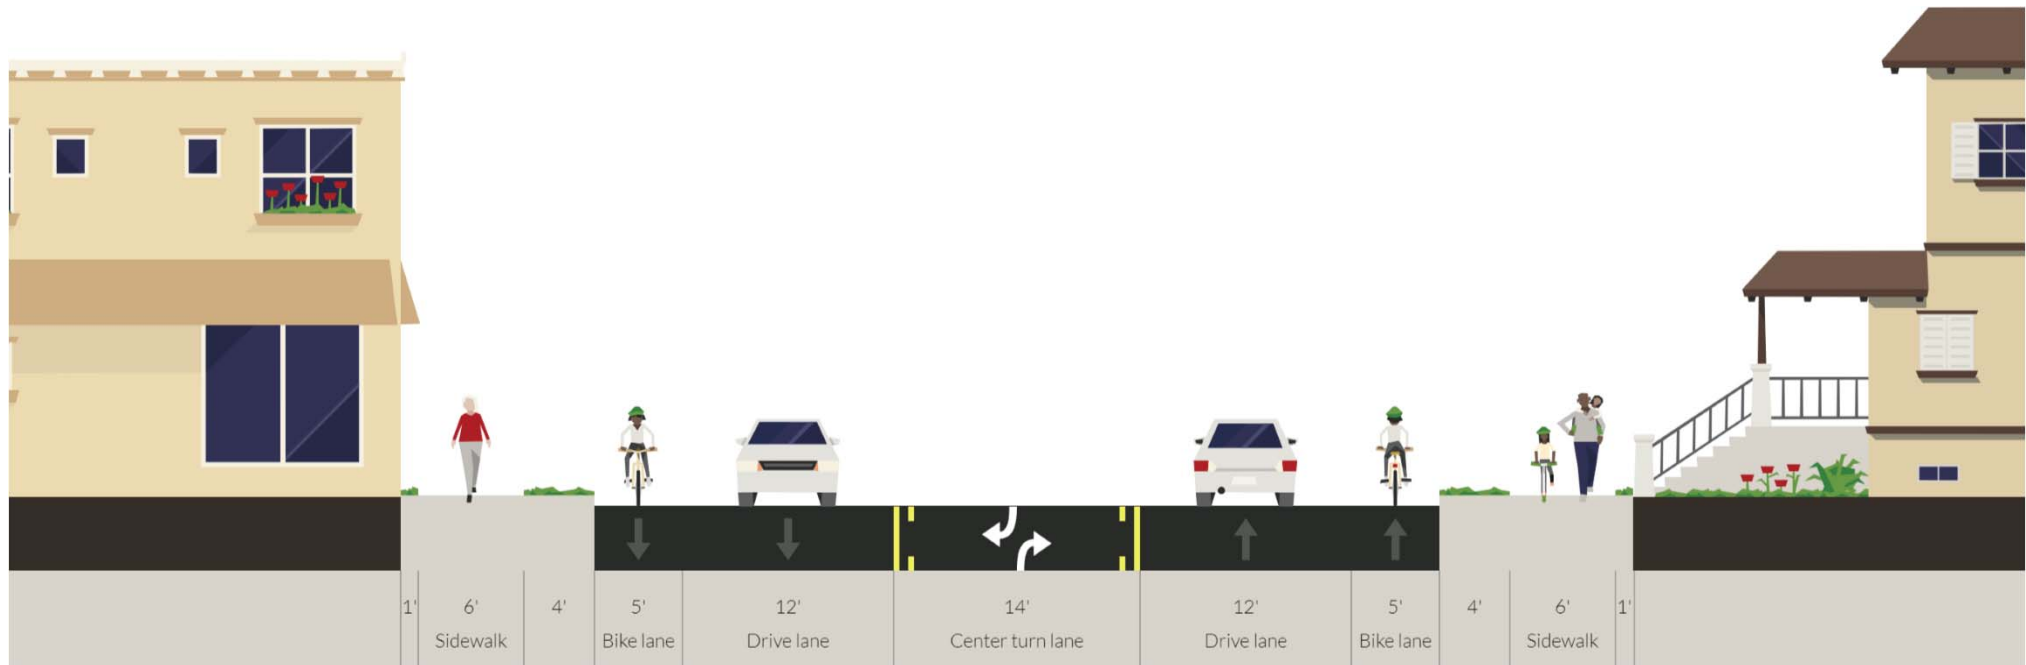 1' 6' 4' 5' 12' 14' 12' 5' 4' 6' 1'
Sidewalk Bike lane Drive lane Center turn lane Drive lane Bike lane Sidewalk